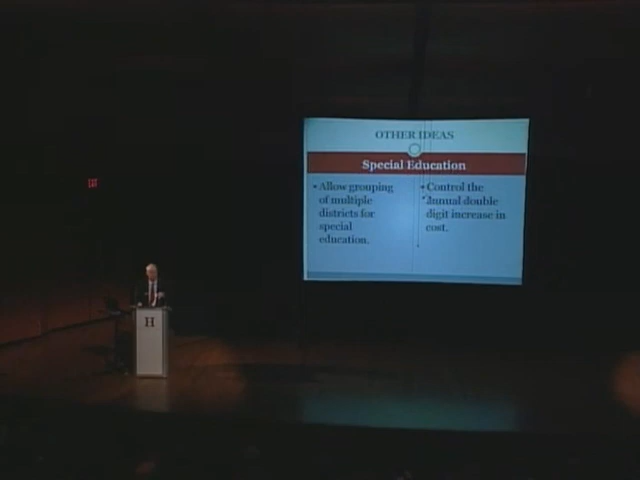 OTHER IDEAS
Special Education
• Allow grouping
of multiple
districts for
special
education.
• Control the
annual double
digit increase in
cost.
H